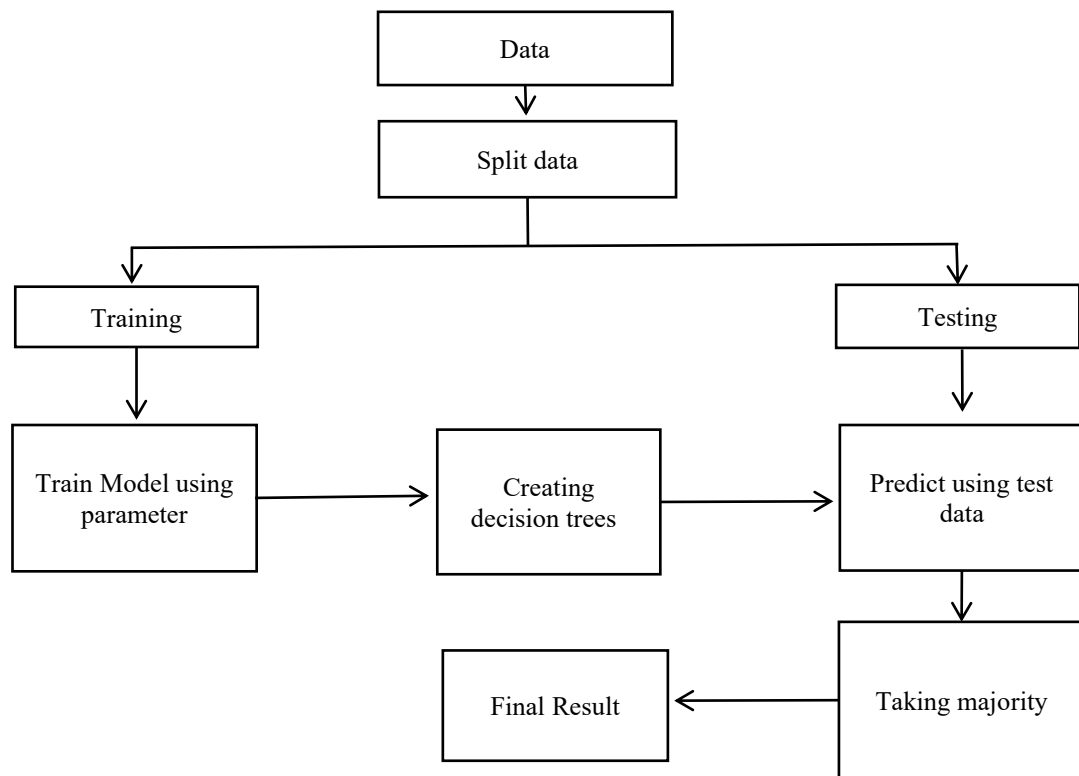 Data
Split data
Training
Testing
Train Model using
parameter
Creating
decision trees
Predict using test
data
Final Result
Taking majority